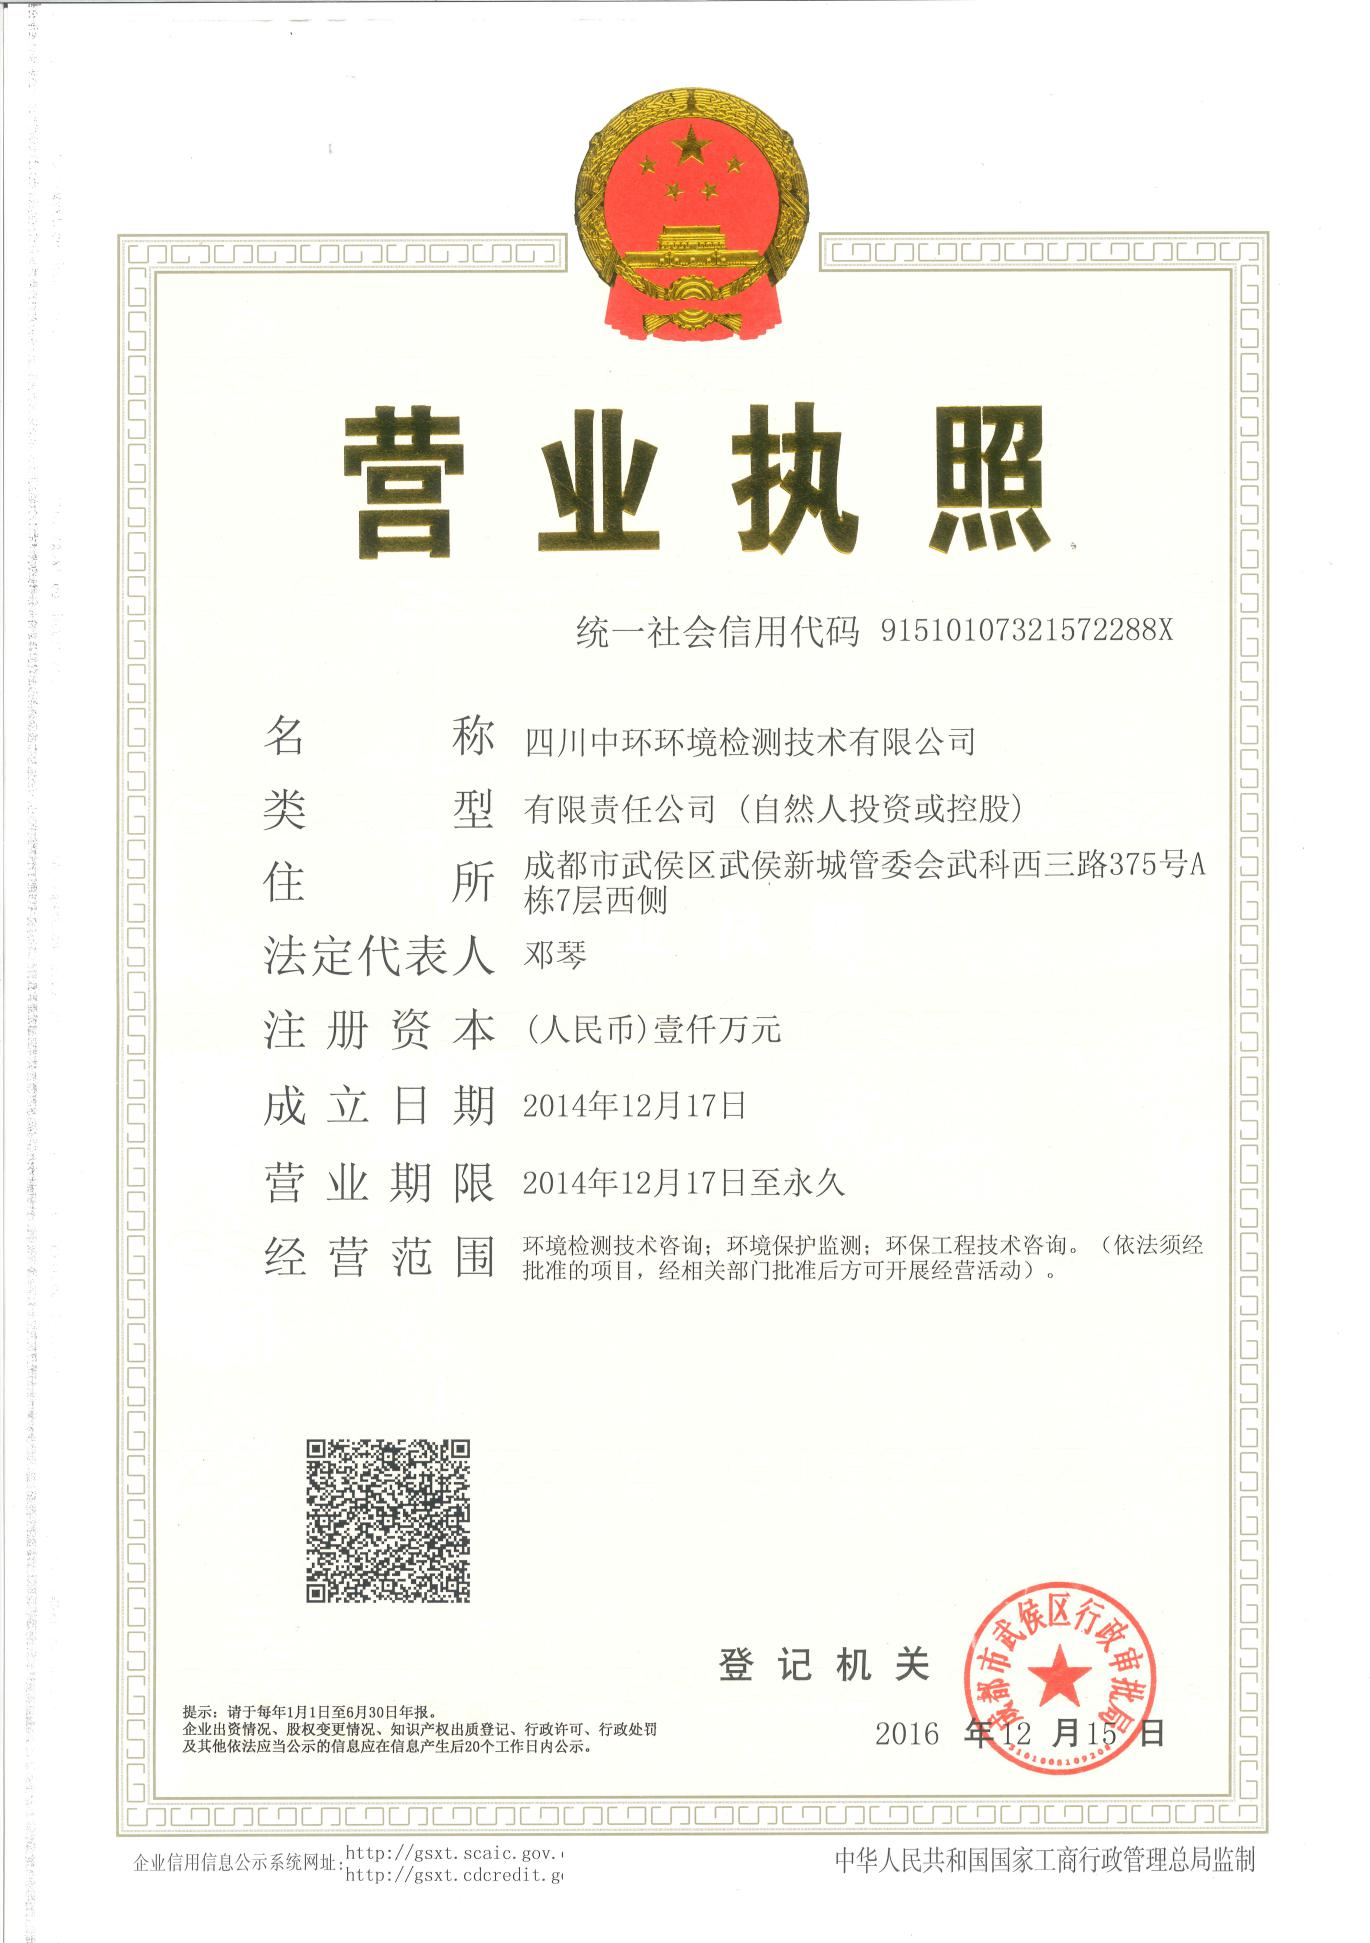 营业执照
统一社会信用代码 91510107321572288X
名称 四川中环环境检测技术有限公司
类型 有限责任公司(自然人投资或控股)
住所 成都市武侯区武侯新城管委会武科西三路375号A
栋7层西侧
法定代表人 邓琴
注册资本 (人民币)壹仟万元
成立日期 2014年12月17日
营业期限 2014年12月17日至永久
经营范围 环境检测技术咨询；环境保护监测；环保工程技术咨询。（依法须经
批准的项目，经相关部门批准后方可开展经营活动）。
登记机关
成都市武侯区行政审批局
2016 年12 月15 日
提示：请于每年1月1日至6月30日年报。
企业出资情况、股权变更情况、知识产权出质登记、行政许可、行政处罚
及其他依法应当公示的信息应在信息产生后20个工作日内公示。
企业信用信息公示系统网址: http://gsxt.scaic.gov.
http://gsxt.cdcredit.g
中华人民共和国国家工商行政管理总局监制